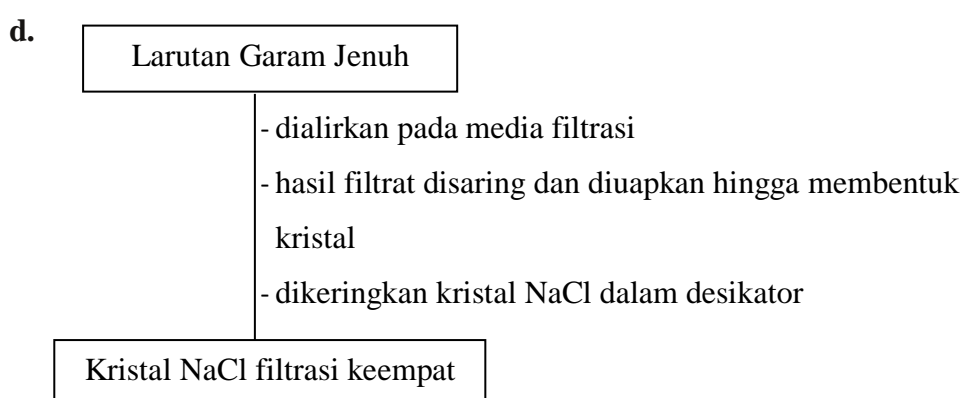 d.
Larutan Garam Jenuh
- dialirkan pada media filtrasi
- hasil filtrat disaring dan diuapkan hingga membentuk
kristal
- dikeringkan kristal NaCl dalam desikator
Kristal NaCl filtrasi keempat